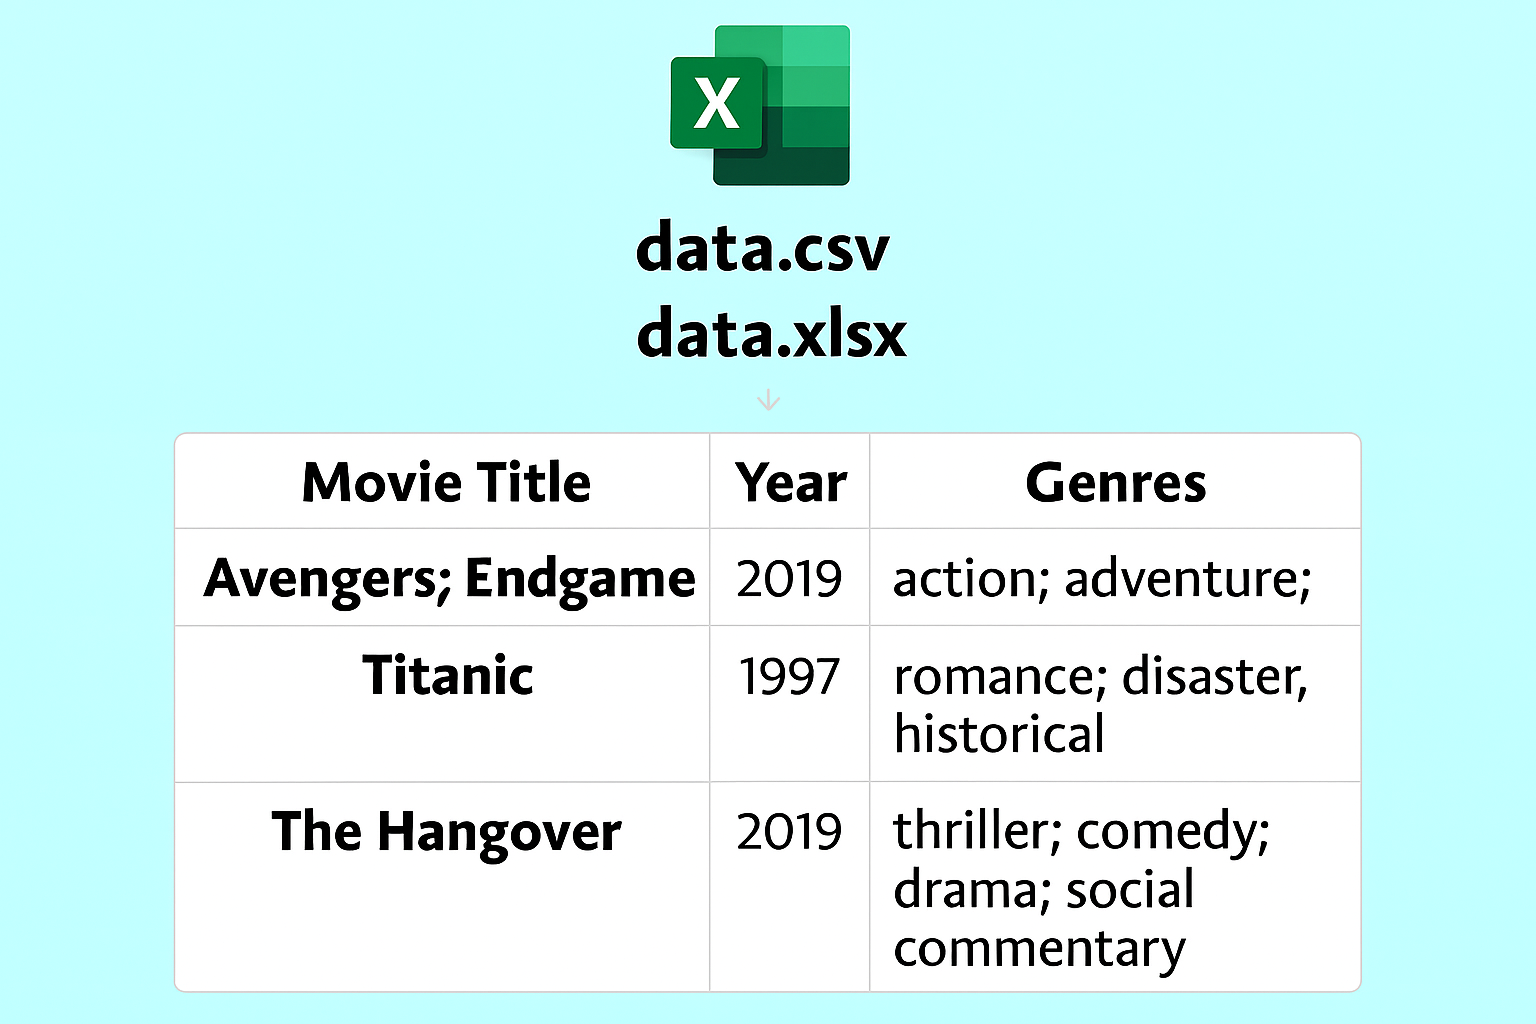 X
data.csv
data.xlsx
Movie Title Year Genres
Avengers; Endgame 2019 action; adventure;
Titanic 1997 romance; disaster,
historical
The Hangover 2019 thriller; comedy;
drama; social
commentary